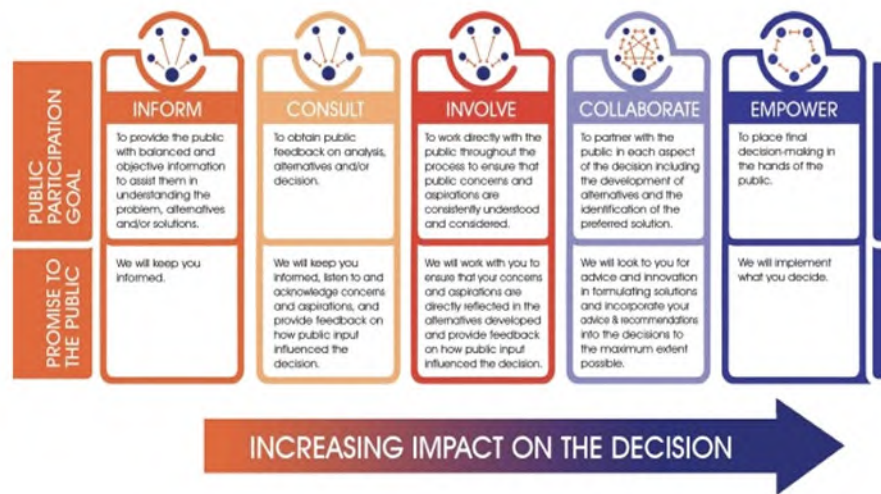 PUBLIC
PARTICIPATION
GOAL
INFORM
To provide the public
with balanced and
objective information
to assist them in
understanding the
problem, alternatives
and/or solutions.
CONSULT
To obtain public
feedback on analysis,
alternatives and/or
decision.
INVOLVE
To work directly with the
public throughout the
process to ensure that
public concerns and
aspirations are
consistently understood
and considered.
COLLABORATE
To partner with the
public in each aspect
of the decision including
the development of
alternatives and the
identification of the
preferred solution.
EMPOWER
To place final
decision-making in
the hands of the
public.
PROMISE TO
THE PUBLIC
We will keep you
informed.
We will keep you
informed, listen to and
acknowledge concerns
and aspirations, and
provide feedback on
how public input
influenced the
decision.
We will work with you to
ensure that your concerns
and aspirations are
directly reflected in the
alternatives developed
and provide feedback
on how public input
influenced the decision.
We will look to you for
advice and innovation
in formulating solutions
and incorporate your
advice & recommendations
into the decisions to
the maximum extent
possible.
We will implement
what you decide.
INCREASING IMPACT ON THE DECISION